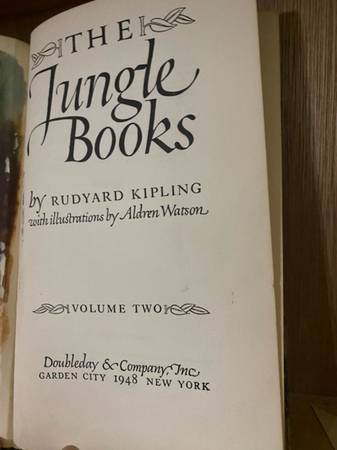 THE
Jungle
Books
by RUDYARD KIPLING
with illustrations by Aldren Watson
VOLUME TWO
Doubleday & Company, Inc.
GARDEN CITY 1948 NEW YORK